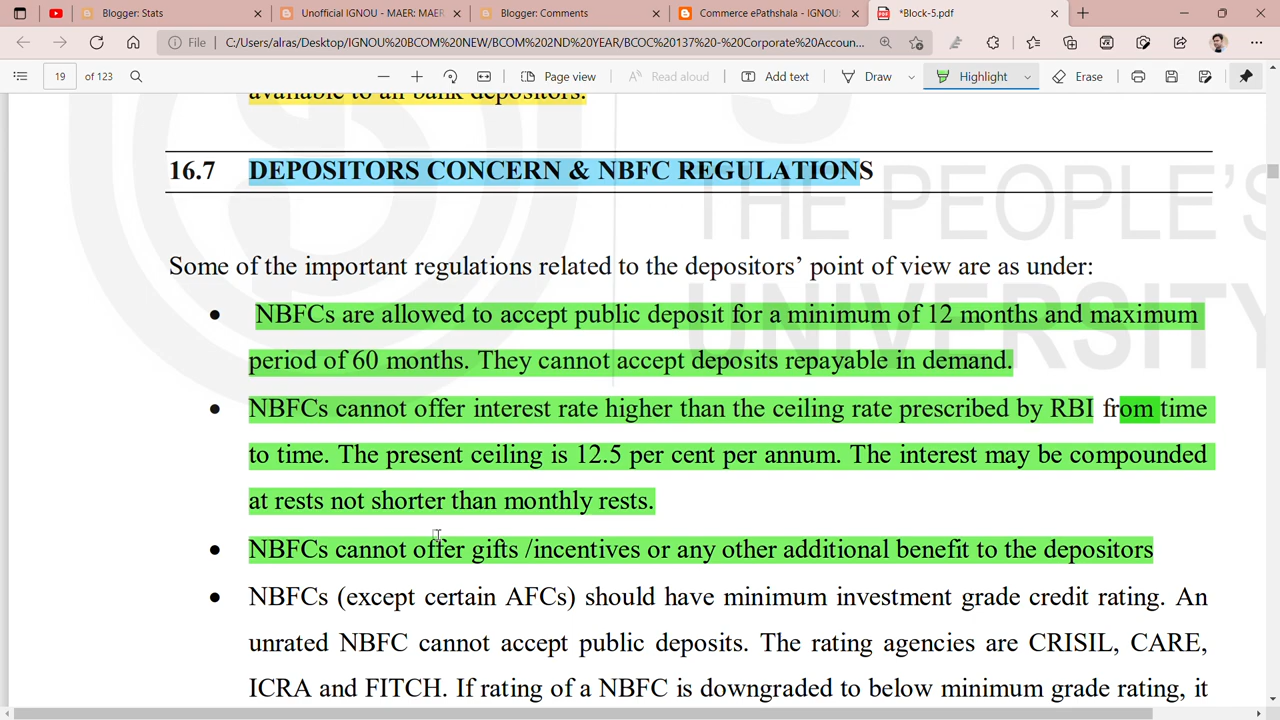 Blogger: Stats
Unofficial IGNOU - MAER: MAER
Blogger: Comments
Commerce ePathshala - IGNOU:
*Block-5.pdf
File
C:/Users/alras/Desktop/IGNOU%20BCOM%20NEW/BCOM%202ND%20YEAR/BCOC%20137%20-%20Corporate%20Accoun...
19 of 123
Page view
Read aloud
Add text
Draw
Highlight
Erase
available to all bank depositors.
16.7 DEPOSITORS CONCERN & NBFC REGULATIONS
THE PEOPLE'S
UNIVERSITY
Some of the important regulations related to the depositors' point of view are as under:
• NBFCs are allowed to accept public deposit for a minimum of 12 months and maximum
period of 60 months. They cannot accept deposits repayable in demand.
• NBFCs cannot offer interest rate higher than the ceiling rate prescribed by RBI from time
to time. The present ceiling is 12.5 per cent per annum. The interest may be compounded
at rests not shorter than monthly rests.
• NBFCs cannot offer gifts /incentives or any other additional benefit to the depositors
• NBFCs (except certain AFCs) should have minimum investment grade credit rating. An
unrated NBFC cannot accept public deposits. The rating agencies are CRISIL, CARE,
ICRA and FITCH. If rating of a NBFC is downgraded to below minimum grade rating, it